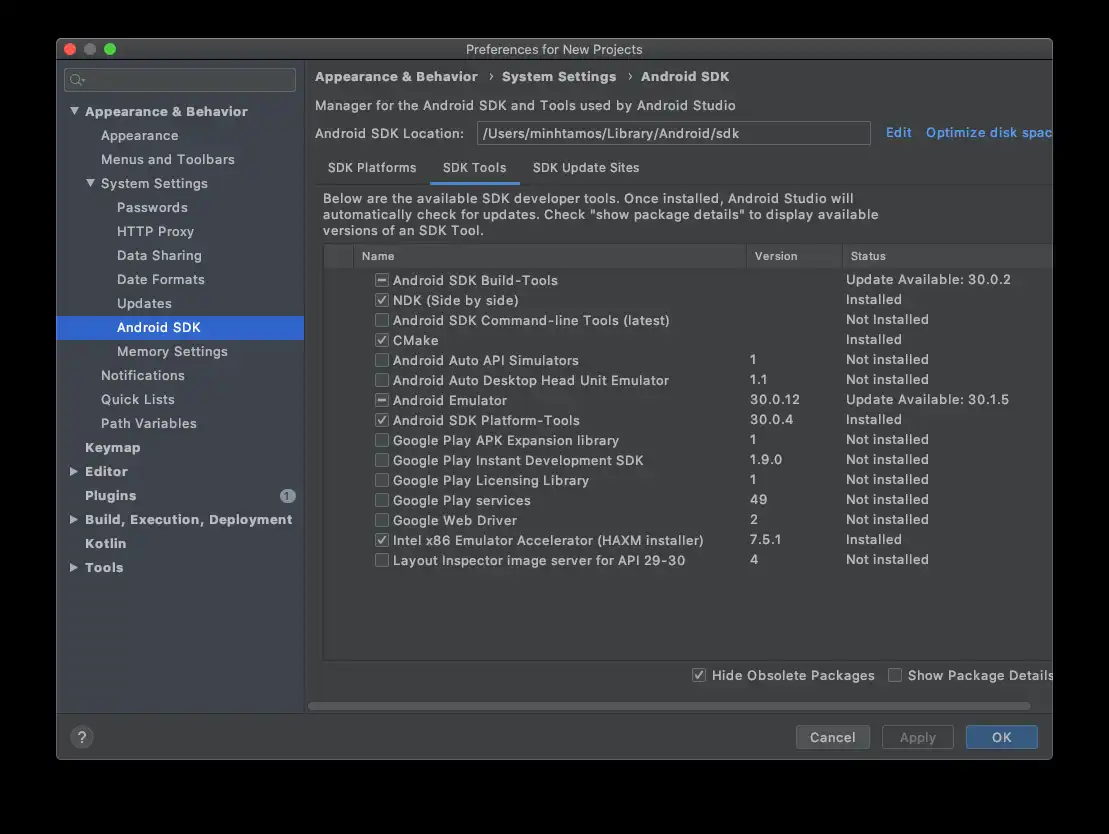 Preferences for New Projects
Appearance & Behavior
Appearance
Menus and Toolbars
System Settings
Passwords
HTTP Proxy
Data Sharing
Date Formats
Updates
Android SDK
Memory Settings
Notifications
Quick Lists
Path Variables
Keymap
Editor
Plugins 1
Build, Execution, Deployment
Kotlin
Tools
Appearance & Behavior › System Settings › Android SDK
Manager for the Android SDK and Tools used by Android Studio
Android SDK Location: /Users/minhtamos/Library/Android/sdk Edit Optimize disk spac
SDK Platforms SDK Tools SDK Update Sites
Below are the available SDK developer tools. Once installed, Android Studio will
automatically check for updates. Check "show package details" to display available
versions of an SDK Tool.
Name Version Status
Android SDK Build-Tools Update Available: 30.0.2
NDK (Side by side) Installed
Android SDK Command-line Tools (latest) Not Installed
CMake Installed
Android Auto API Simulators 1 Not installed
Android Auto Desktop Head Unit Emulator 1.1 Not installed
Android Emulator 30.0.12 Update Available: 30.1.5
Android SDK Platform-Tools 30.0.4 Installed
Google Play APK Expansion library 1 Not installed
Google Play Instant Development SDK 1.9.0 Not installed
Google Play Licensing Library 1 Not installed
Google Play services 49 Not installed
Google Web Driver 2 Not installed
Intel x86 Emulator Accelerator (HAXM installer) 7.5.1 Installed
Layout Inspector image server for API 29-30 4 Not installed
Hide Obsolete Packages Show Package Details
? Cancel Apply OK